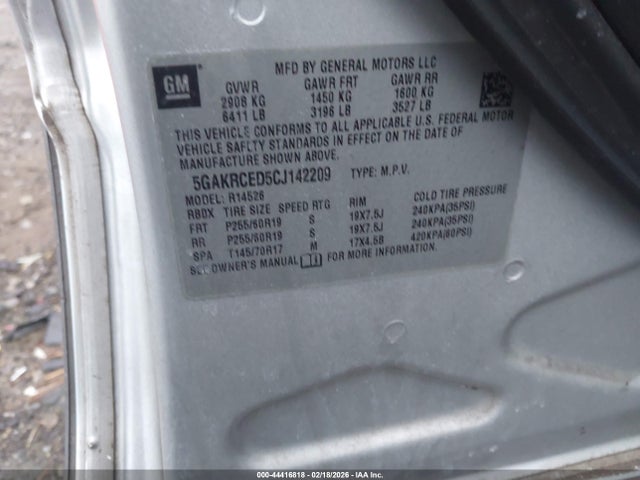 MFD BY GENERAL MOTORS LLC
GM
GVWR GAWR FRT GAWR RR
2908 KG 1450 KG 1600 KG
6411 LB 3196 LB 3527 LB
THIS VEHICLE CONFORMS TO ALL APPLICABLE U.S. FEDERAL MOTOR
VEHICLE SAFETY STANDARDS IN EFFECT ON THE DATE OF
MANUFACTURE SHOWN ABOVE.
5GAKRCED5CJ142209 TYPE: M.P.V.
MODEL: R14526
RBOX TIRE SIZE SPEED RTG RIM COLD TIRE PRESSURE
FRT P255/60R19 S 19X7.5J 240KPA(35PSI)
RR P255/60R19 S 19X7.5J 240KPA(35PSI)
SPA T145/70R17 M 17X4.5B 420KPA(60PSI)
SEE OWNER'S MANUAL FOR MORE INFORMATION.
000-44416818 - 02/18/2026 - IAAI, Inc.